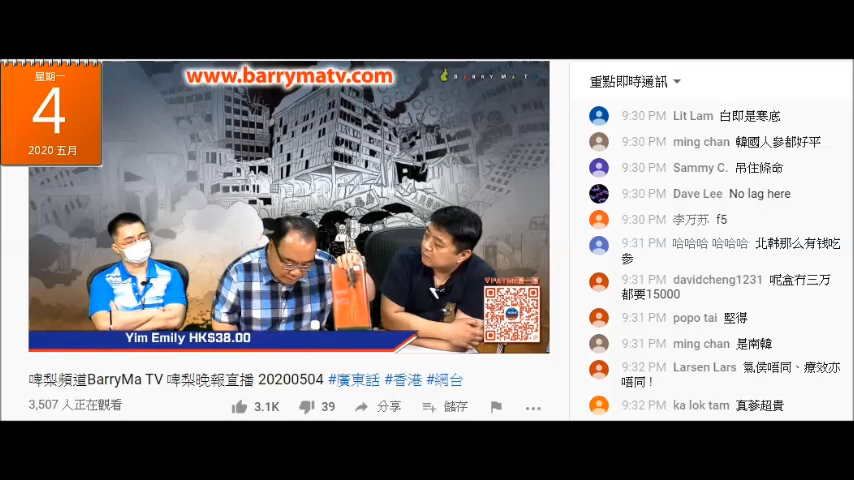 星期一
4
2020 五月
www.barrymatv.com
BARRY MA TV
Yim Emily HK$38.00
啤梨頻道BarryMa TV 啤梨晚報直播 20200504 #廣東話 #香港 #網台
3,507 人正在觀看
3.1K
39
分享
儲存
重點即時通訊
9:30 PM Lit Lam 白即是寒底
9:30 PM ming chan 韓國人參都好平
9:30 PM Sammy C. 吊住條命
9:30 PM Dave Lee No lag here
9:30 PM 李万荪 f5
9:31 PM 哈哈哈 哈哈哈 北韩那么有钱吃
參
9:31 PM davidcheng1231 呢盒冇三万
都要15000
9:31 PM popo tai 堅得
9:31 PM ming chan 是南韓
9:32 PM Larsen Lars 氣侯唔同、療效亦
唔同！
9:32 PM ka lok tam 真蔘超貴